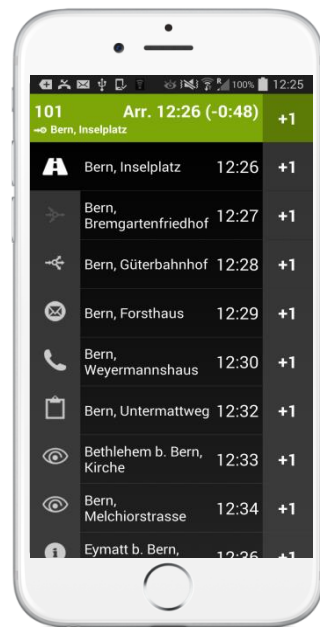 100% 12:25
101 Arr. 12:26 (-0:48) +1
Bern, Inselplatz
Bern, Inselplatz 12:26 +1
Bern,
Bremgartenfriedhof 12:27 +1
Bern, Güterbahnhof 12:28 +1
Bern, Forsthaus 12:29 +1
Bern,
Weyermannshaus 12:30 +1
Bern, Untermattweg 12:32 +1
Bethlehem b. Bern,
Kirche 12:33 +1
Bern,
Melchiorstrasse 12:34 +1
Eymatt b. Bern, 12:36 +1